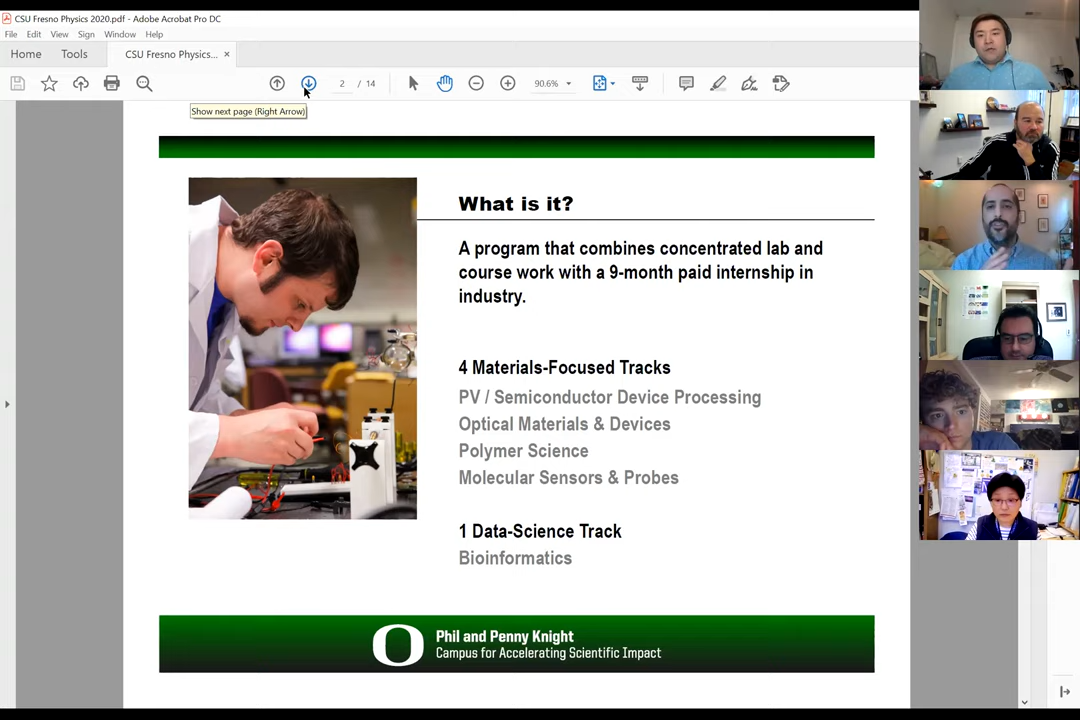 CSU Fresno Physics 2020.pdf - Adobe Acrobat Pro DC
File Edit View Sign Window Help
Home Tools CSU Fresno Physics... ×
2 / 14 90.6%
Show next page (Right Arrow)
What is it?
A program that combines concentrated lab and
course work with a 9-month paid internship in
industry.
4 Materials-Focused Tracks
PV / Semiconductor Device Processing
Optical Materials & Devices
Polymer Science
Molecular Sensors & Probes
1 Data-Science Track
Bioinformatics
O Phil and Penny Knight
Campus for Accelerating Scientific Impact